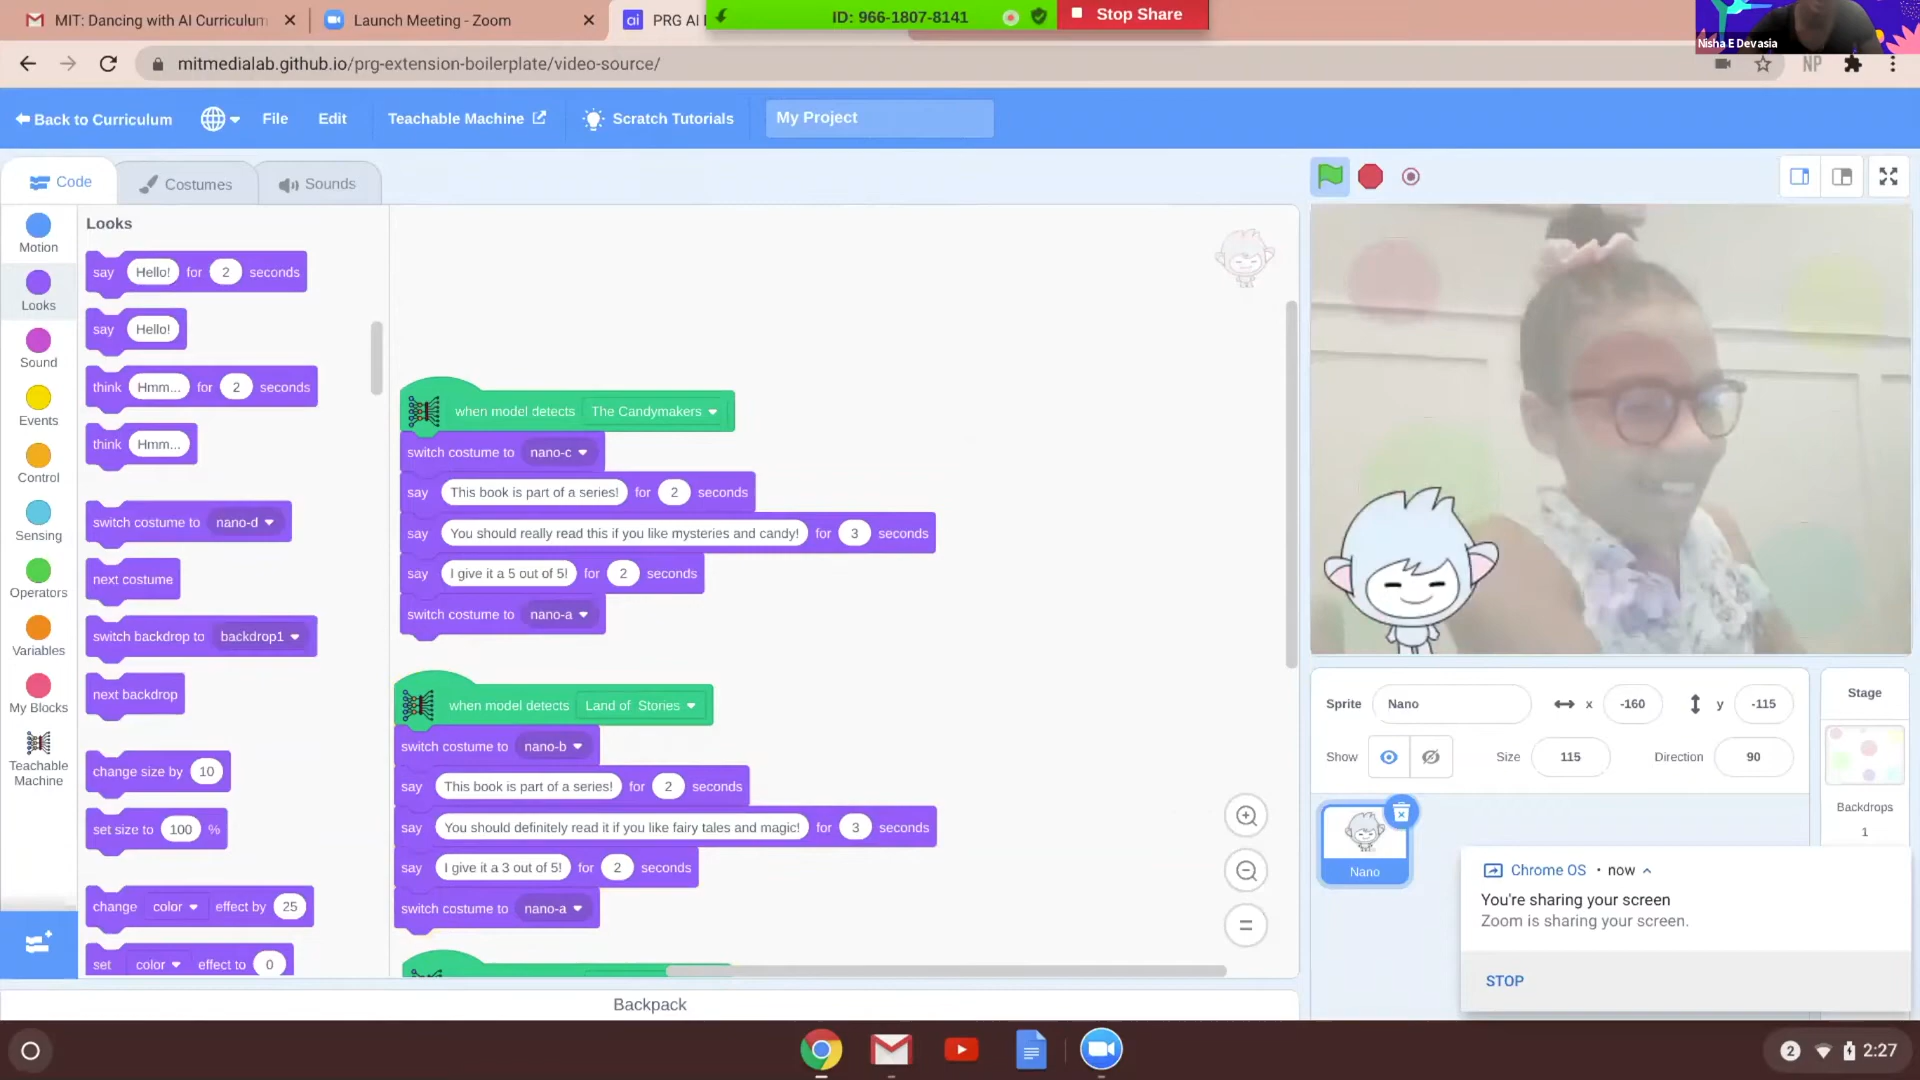 MIT: Dancing with AI Curriculum
Launch Meeting - Zoom
PRG AI
ID: 966-1807-8141
Stop Share
Nisha E Devasia
mitmedialab.github.io/prg-extension-boilerplate/video-source/
NP
Back to Curriculum
File
Edit
Teachable Machine
Scratch Tutorials
My Project
Code
Costumes
Sounds
Motion
Looks
Sound
Events
Control
Sensing
Operators
Variables
My Blocks
Teachable
Machine
Looks
say Hello! for 2 seconds
say Hello!
think Hmm... for 2 seconds
think Hmm...
switch costume to nano-d
next costume
switch backdrop to backdrop1
next backdrop
change size by 10
set size to 100 %
change color effect by 25
set color effect to 0
when model detects The Candymakers
switch costume to nano-c
say This book is part of a series! for 2 seconds
say You should really read this if you like mysteries and candy! for 3 seconds
say I give it a 5 out of 5! for 2 seconds
switch costume to nano-a
when model detects Land of Stories
switch costume to nano-b
say This book is part of a series! for 2 seconds
say You should definitely read it if you like fairy tales and magic! for 3 seconds
say I give it a 3 out of 5! for 2 seconds
switch costume to nano-a
Backpack
Sprite Nano x -160 y -115
Show Size 115 Direction 90
Nano
Stage
Backdrops
1
Chrome OS • now
You're sharing your screen
Zoom is sharing your screen.
STOP
2 2:27